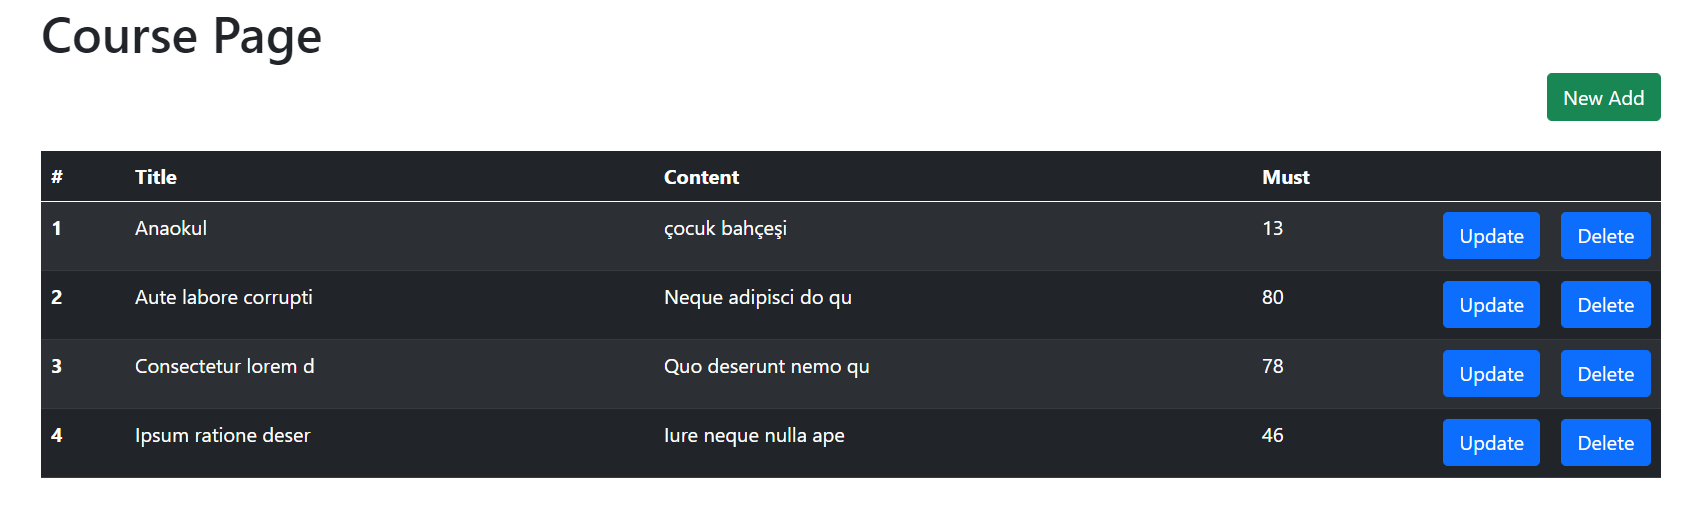 Course Page
New Add
# Title Content Must
1 Anaokul çocuk bahçeşi 13 Update Delete
2 Aute labore corrupti Neque adipisci do qu 80 Update Delete
3 Consectetur lorem d Quo deserunt nemo qu 78 Update Delete
4 Ipsum ratione deser Iure neque nulla ape 46 Update Delete